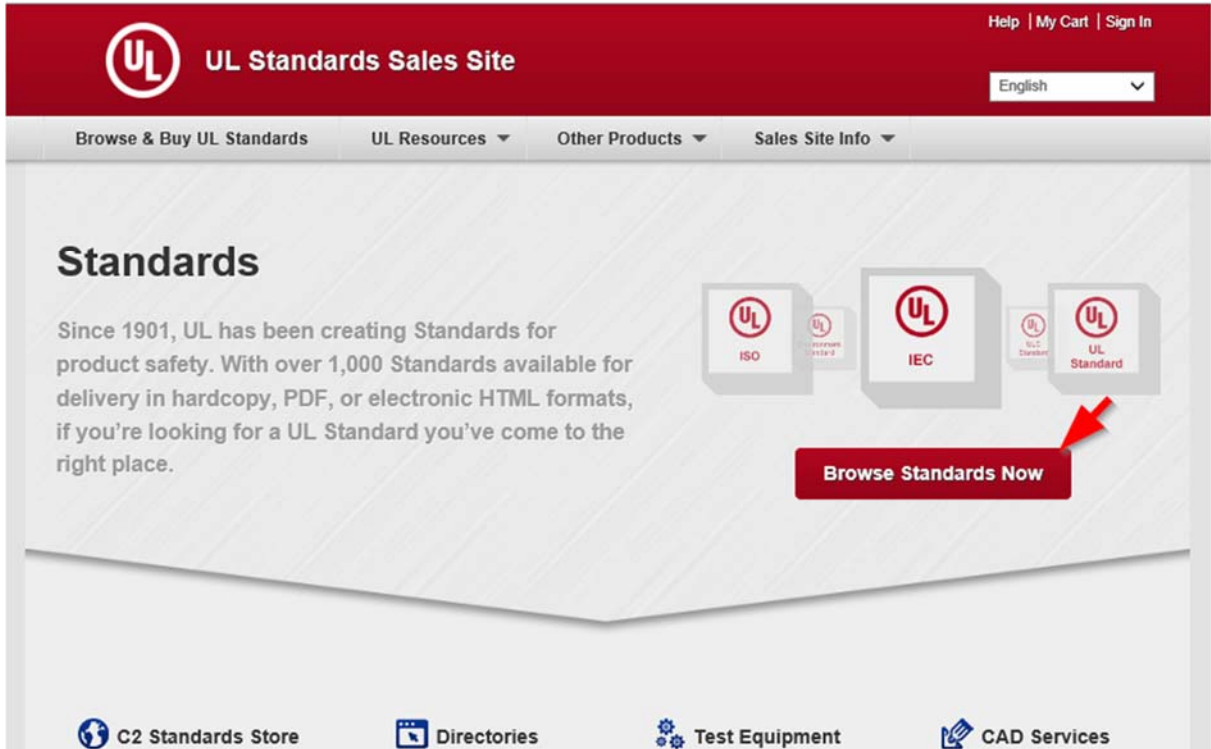 Help | My Cart | Sign In
UL
UL Standards Sales Site
English
Browse & Buy UL Standards UL Resources Other Products Sales Site Info
Standards
Since 1901, UL has been creating Standards for
product safety. With over 1,000 Standards available for
delivery in hardcopy, PDF, or electronic HTML formats,
if you're looking for a UL Standard you've come to the
right place.
UL
ISO
UL
UL
IEC
UL
UL
UL
Standard
Browse Standards Now
C2 Standards Store Directories Test Equipment CAD Services